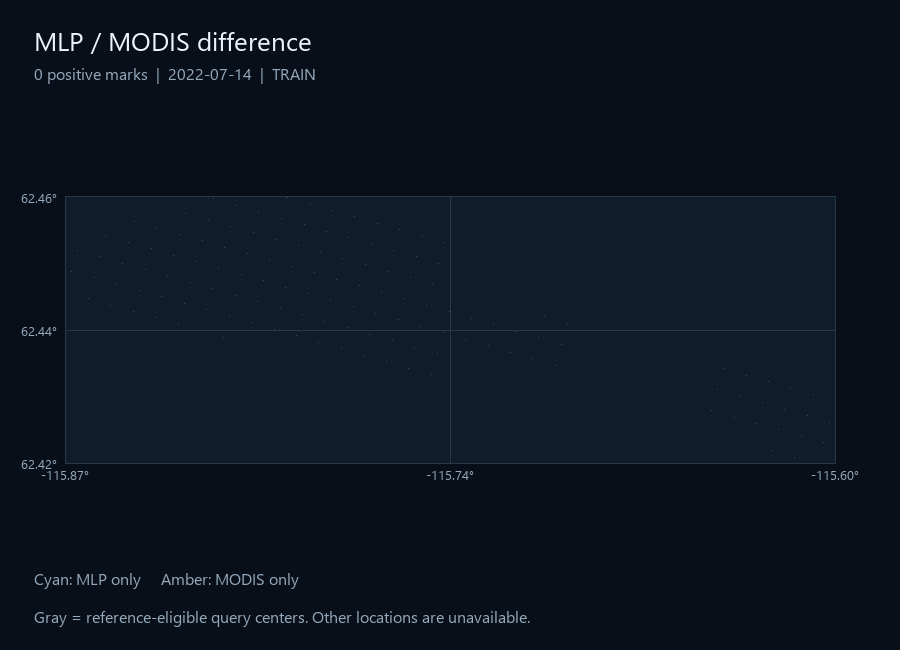 MLP / MODIS difference
0 positive marks | 2022-07-14 | TRAIN
62.46°
62.44°
62.42°
-115.87° -115.74° -115.60°
Cyan: MLP only Amber: MODIS only
Gray = reference-eligible query centers. Other locations are unavailable.